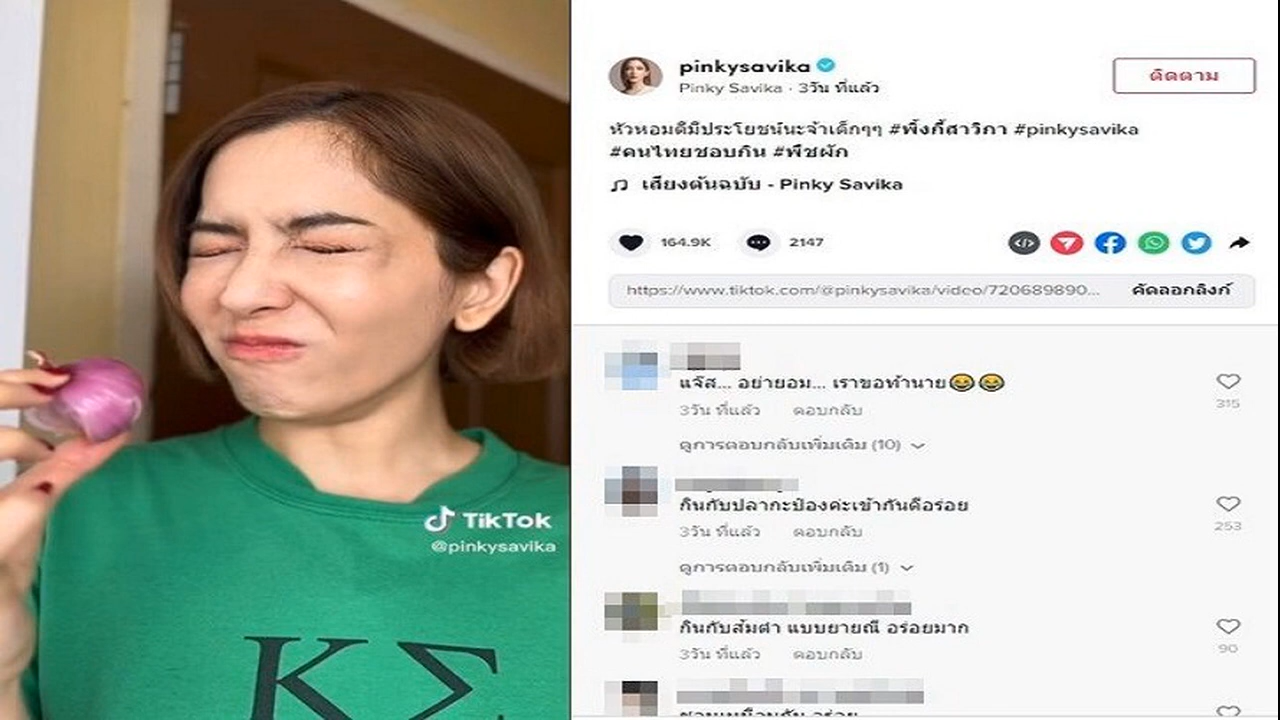 TikTok
@pinkysavika
ΚΣ
pinkysavika
Pinky Savika · 3วัน ที่แล้ว
ติดตาม
หัวหอมดีมีประโยชน์นะจ๊ะเด็กๆๆ #พิ้งกี้สาวิกา #pinkysavika
#คนไทยชอบกิน #พืชผัก
เสียงต้นฉบับ - Pinky Savika
164.9K
2147
https://www.tiktok.com/@pinkysavika/video/720689890...
คัดลอกลิงก์
แจ๊ส... อย่ายอม... เราขอท้านาย😂😂
315
3วัน ที่แล้ว ตอบกลับ
ดูการตอบกลับเพิ่มเติม (10)
กินกับปลากะป๋องค่ะเข้ากันดีอร่อย
253
3วัน ที่แล้ว ตอบกลับ
ดูการตอบกลับเพิ่มเติม (1)
กินกับส้มตำ แบบยายณี อร่อยมาก
90
3วัน ที่แล้ว ตอบกลับ